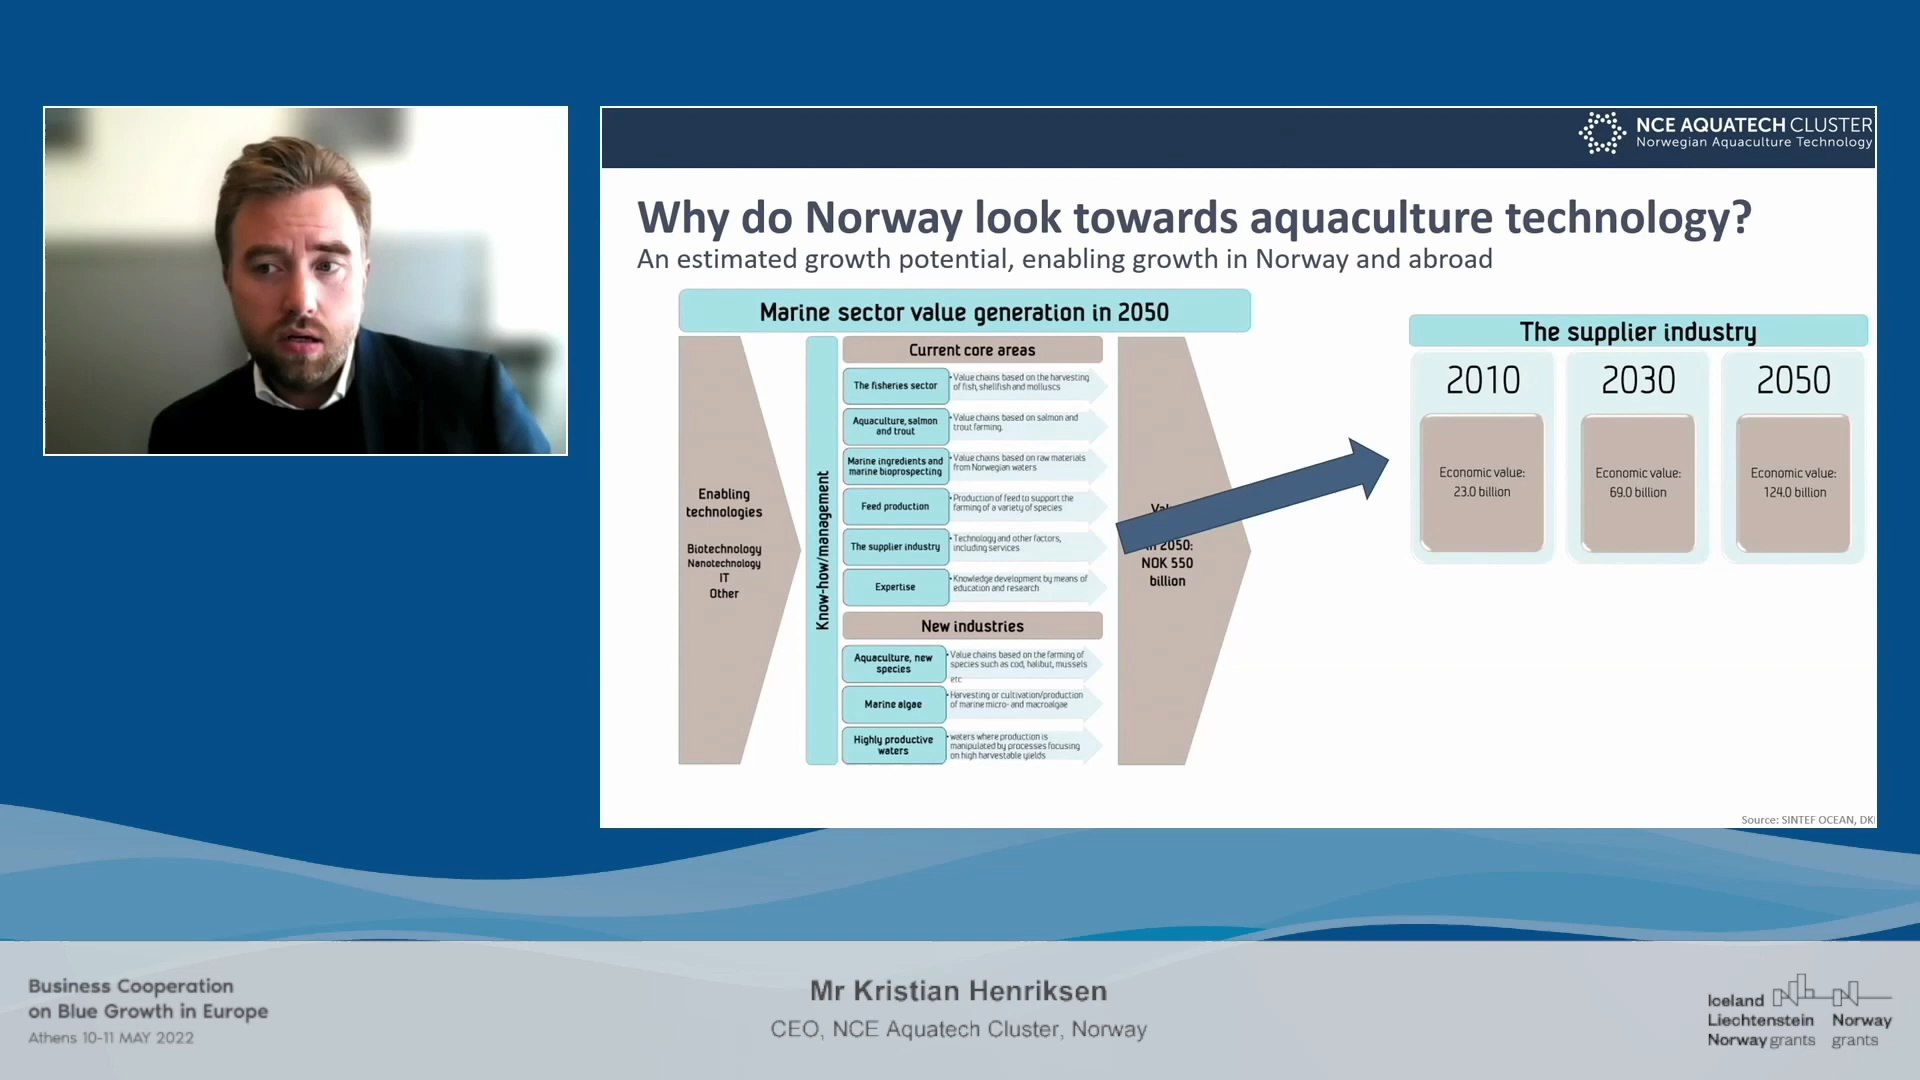 NCE AQUATECH CLUSTER
Norwegian Aquaculture Technology
Why do Norway look towards aquaculture technology?
An estimated growth potential, enabling growth in Norway and abroad
Marine sector value generation in 2050
Enabling
technologies
Biotechnology
Nanotechnology
IT
Other
Know-how/management
Current core areas
The fisheries sector
• Value chains based on the harvesting
of fish, shellfish and molluscs
Aquaculture, salmon
and trout
• Value chains based on salmon and
trout farming.
Marine ingredients and
marine bioprospecting
• Value chains based on raw materials
from Norwegian waters
Feed production
• Production of feed to support the
farming of a variety of species
The supplier industry
• Technology and other factors,
including services
Expertise
• Knowledge development by means of
education and research
New industries
Aquaculture, new
species
• Value chains based on the farming of
species such as cod, halibut, mussels
etc
Marine algae
• Harvesting or cultivation/production
of marine micro- and macroalgae
Highly productive
waters
• waters where production is
manipulated by processes focusing
on high harvestable yields
in 2050:
NOK 550
billion
The supplier industry
2010
Economic value:
23.0 billion
2030
Economic value:
69.0 billion
2050
Economic value:
124.0 billion
Source: SINTEF OCEAN, DK
Business Cooperation
on Blue Growth in Europe
Athens 10-11 MAY 2022
Mr Kristian Henriksen
CEO, NCE Aquatech Cluster, Norway
Iceland
Liechtenstein
Norway grants
Norway
grants